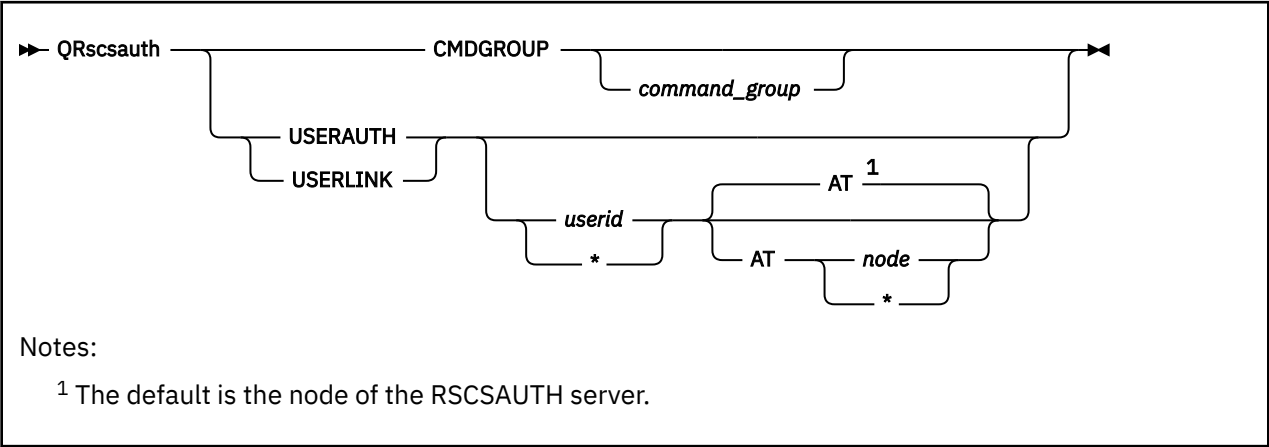 QRscsauth CMDGROUP
command_group
USERAUTH
USERLINK
AT 1
userid
*
AT node
*
Notes:
1 The default is the node of the RSCSAUTH server.